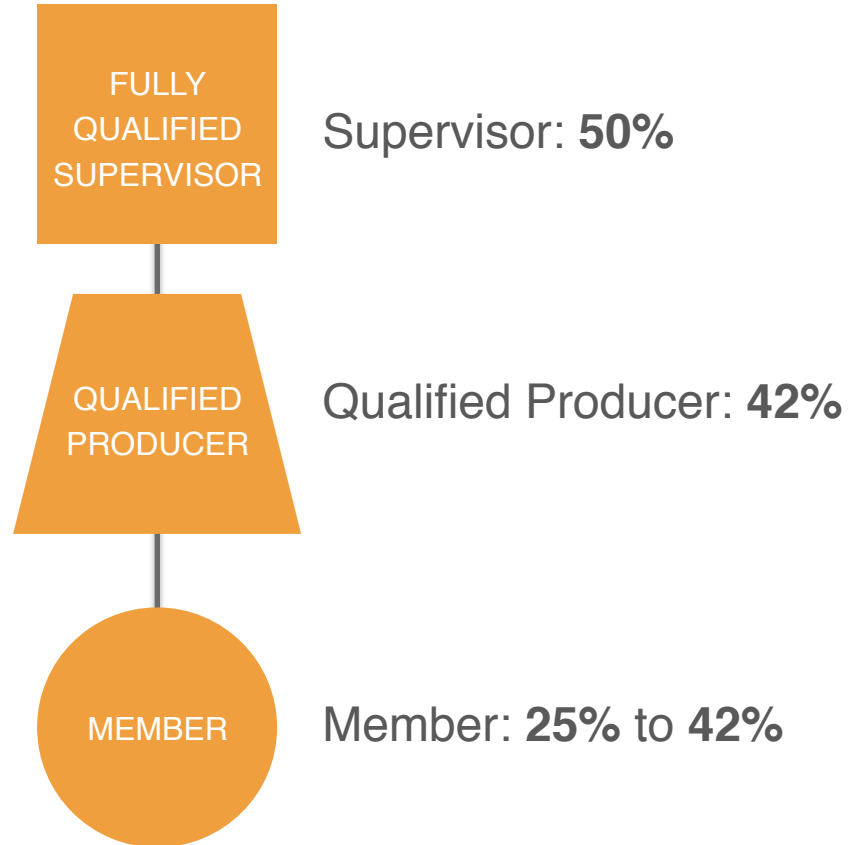 FULLY
QUALIFIED
SUPERVISOR
Supervisor: 50%
QUALIFIED
PRODUCER
Qualified Producer: 42%
MEMBER
Member: 25% to 42%